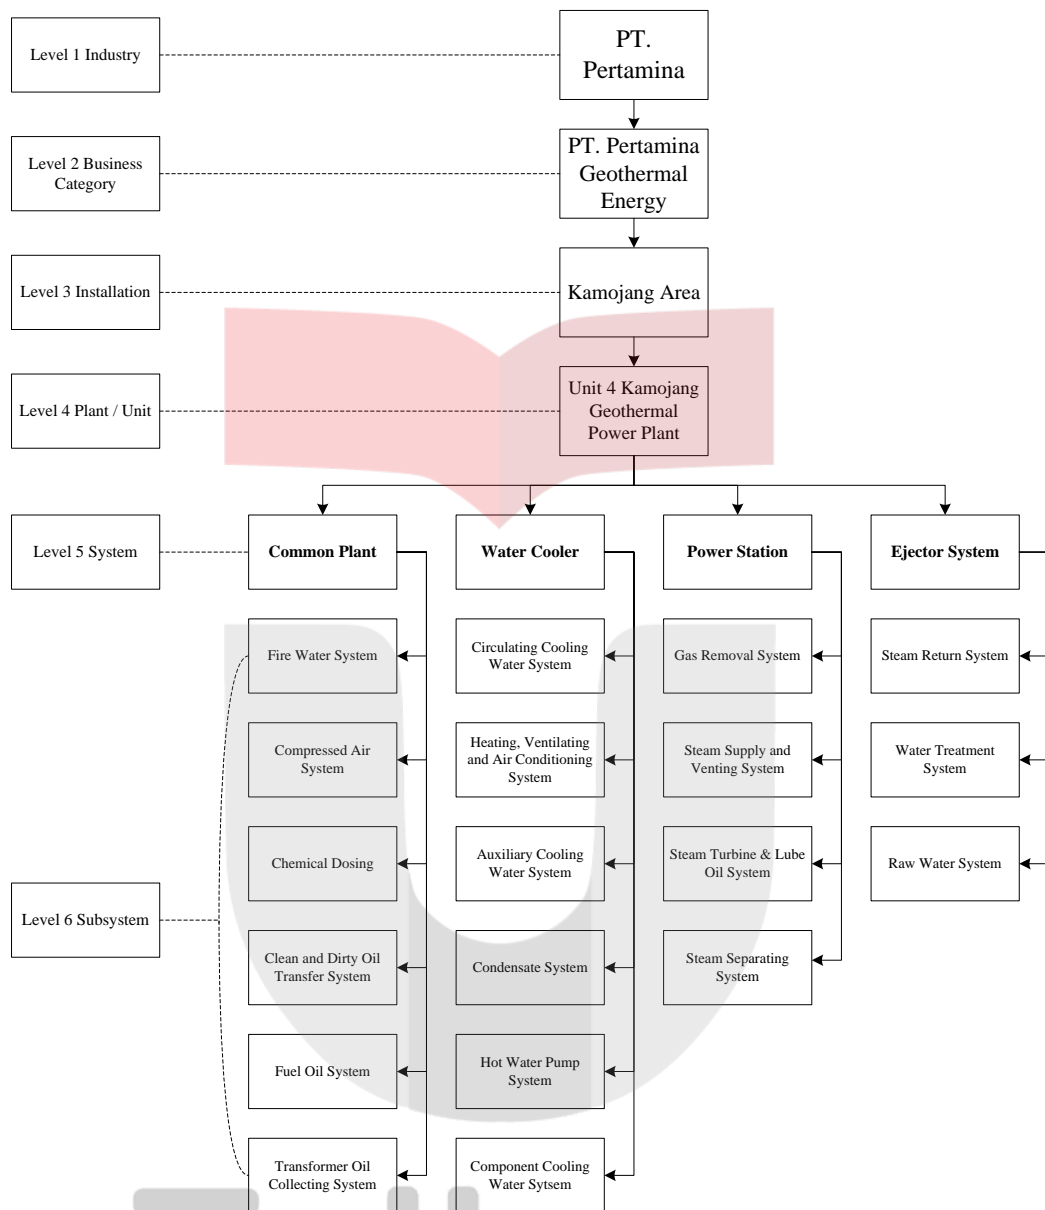 Level 1 Industry
PT.
Pertamina
Level 2 Business
Category
PT. Pertamina
Geothermal
Energy
Level 3 Installation
Kamojang Area
Level 4 Plant / Unit
Unit 4 Kamojang
Geothermal
Power Plant
Level 5 System
Common Plant
Water Cooler
Power Station
Ejector System
Fire Water System
Circulating Cooling
Water System
Gas Removal System
Steam Return System
Compressed Air
System
Heating, Ventilating
and Air Conditioning
System
Steam Supply and
Venting System
Water Treatment
System
Level 6 Subsystem
Chemical Dosing
Auxiliary Cooling
Water System
Steam Turbine & Lube
Oil System
Raw Water System
Clean and Dirty Oil
Transfer System
Condensate System
Steam Separating
System
Fuel Oil System
Hot Water Pump
System
Transformer Oil
Collecting System
Component Cooling
Water Sytsem